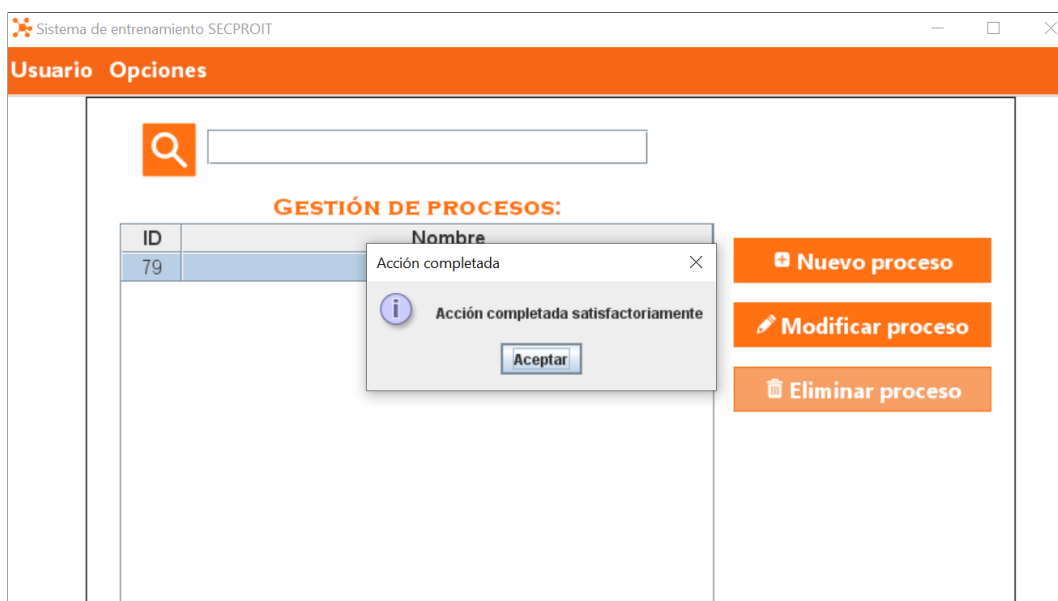 Sistema de entrenamiento SECPROIT
Usuario Opciones
GESTIÓN DE PROCESOS:
ID Nombre
79
Acción completada
Acción completada satisfactoriamente
Aceptar
Nuevo proceso
Modificar proceso
Eliminar proceso